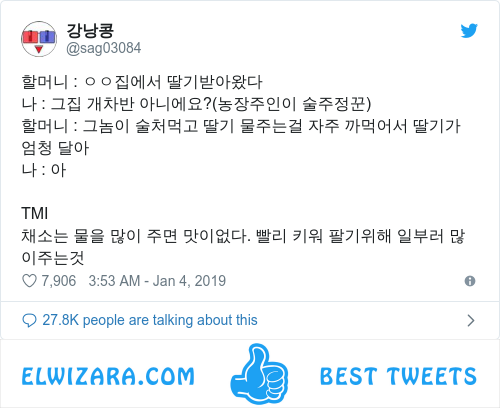 강낭콩
@sag03084
할머니 : ㅇㅇ집에서 딸기받아왔다
나 : 그집 개차반 아니에요?(농장주인이 술주정꾼)
할머니 : 그놈이 술처먹고 딸기 물주는걸 자주 까먹어서 딸기가
엄청 달아
나 : 아
TMI
채소는 물을 많이 주면 맛이없다. 빨리 키워 팔기위해 일부러 많
이주는것
7,906 3:53 AM - Jan 4, 2019
27.8K people are talking about this
ELWIZARA.COM BEST TWEETS